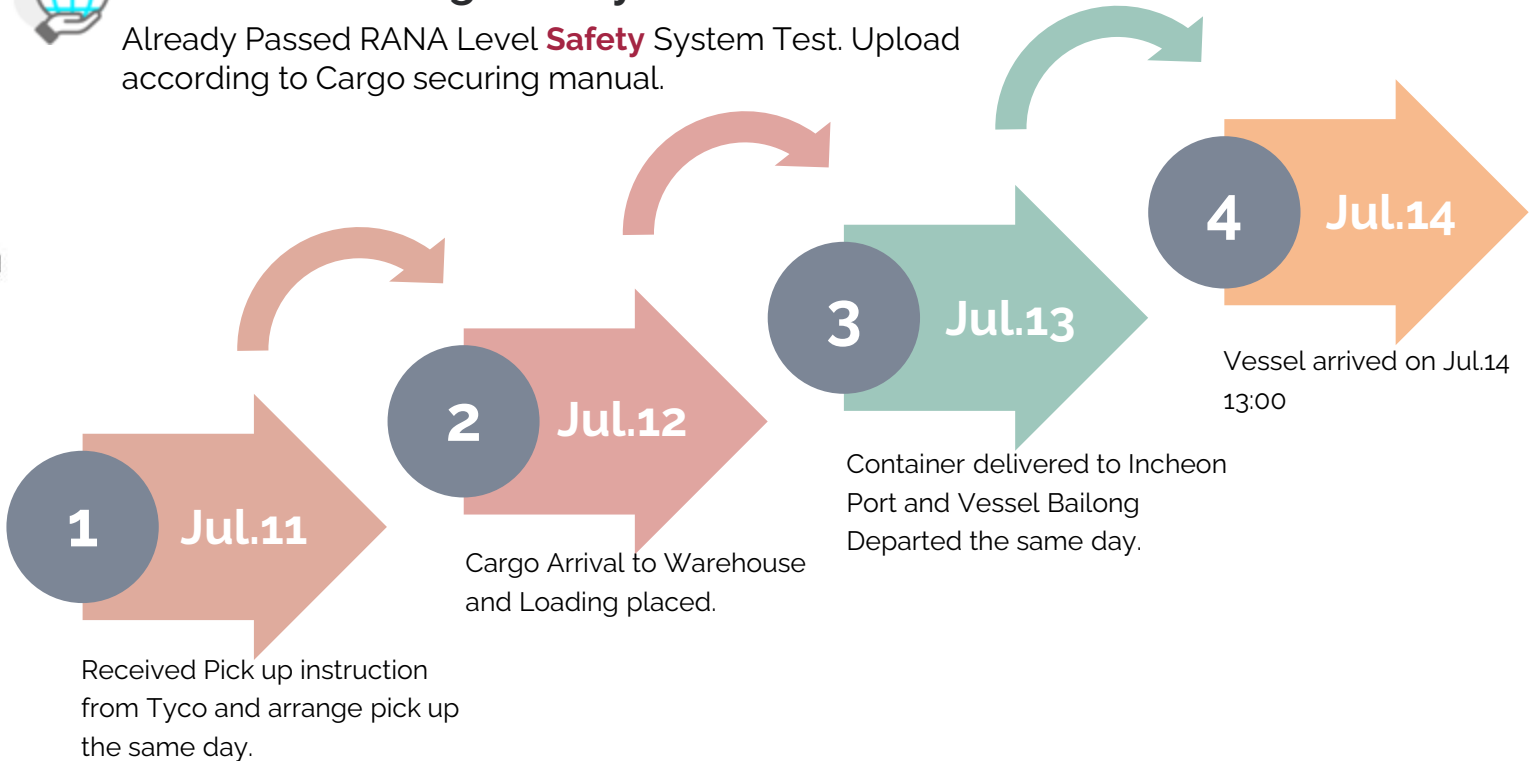 Already Passed RANA Level Safety System Test. Upload
according to Cargo securing manual.
1
Jul.11
Received Pick up instruction
from Tyco and arrange pick up
the same day.
2
Jul.12
Cargo Arrival to Warehouse
and Loading placed.
3
Jul.13
Container delivered to Incheon
Port and Vessel Bailong
Departed the same day.
4
Jul.14
Vessel arrived on Jul.14
13:00